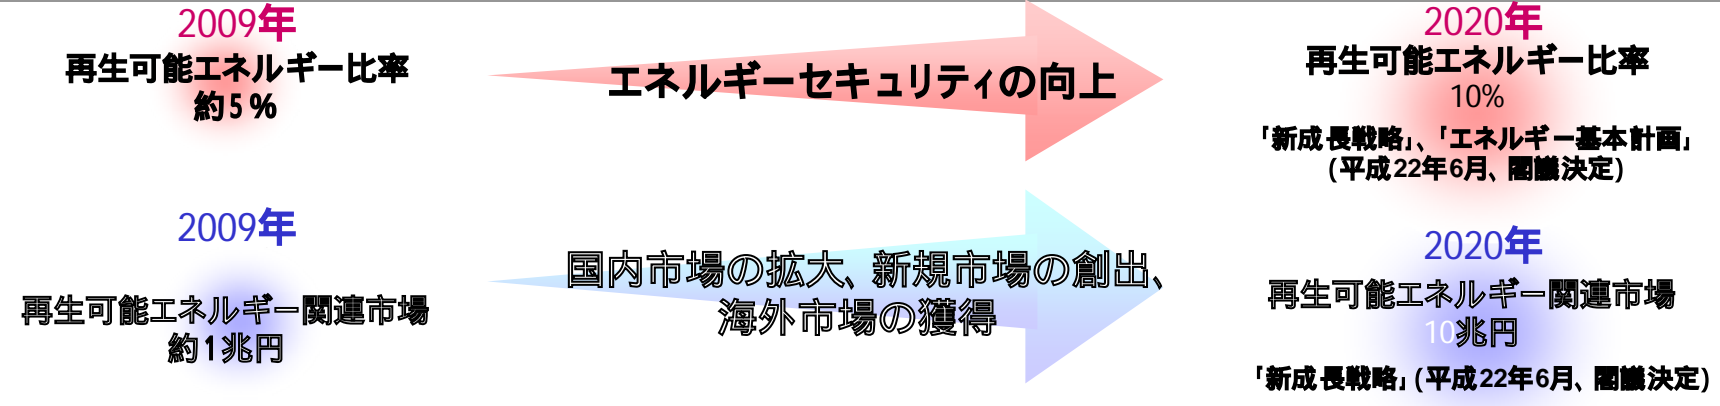 2009年
再生可能エネルギー比率
約5%
エネルギーセキュリティの向上
2020年
再生可能エネルギー比率
10%
「新成長戦略」、「エネルギー基本計画」
(平成22年6月、閣議決定)
2009年
再生可能エネルギー関連市場
約1兆円
国内市場の拡大、新規市場の創出、
海外市場の獲得
2020年
再生可能エネルギー関連市場
10兆円
「新成長戦略」(平成22年6月、閣議決定)